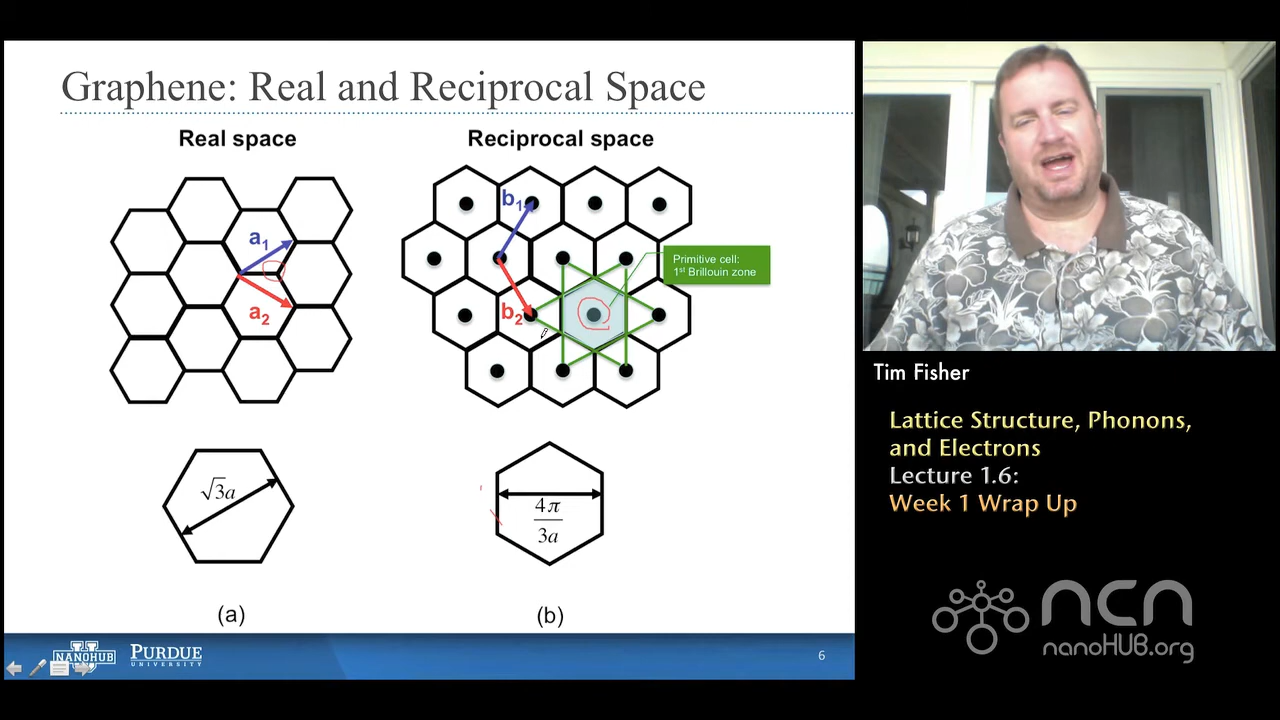 Graphene: Real and Reciprocal Space
Real space
Reciprocal space
a1
a2
b1
b2
Primitive cell:
1st Brillouin zone
√3a
4π
3a
(a)
(b)
NANOHUB
PURDUE
UNIVERSITY
6
Tim Fisher
Lattice Structure, Phonons,
and Electrons
Lecture 1.6:
Week 1 Wrap Up
ncn
nanoHUB.org